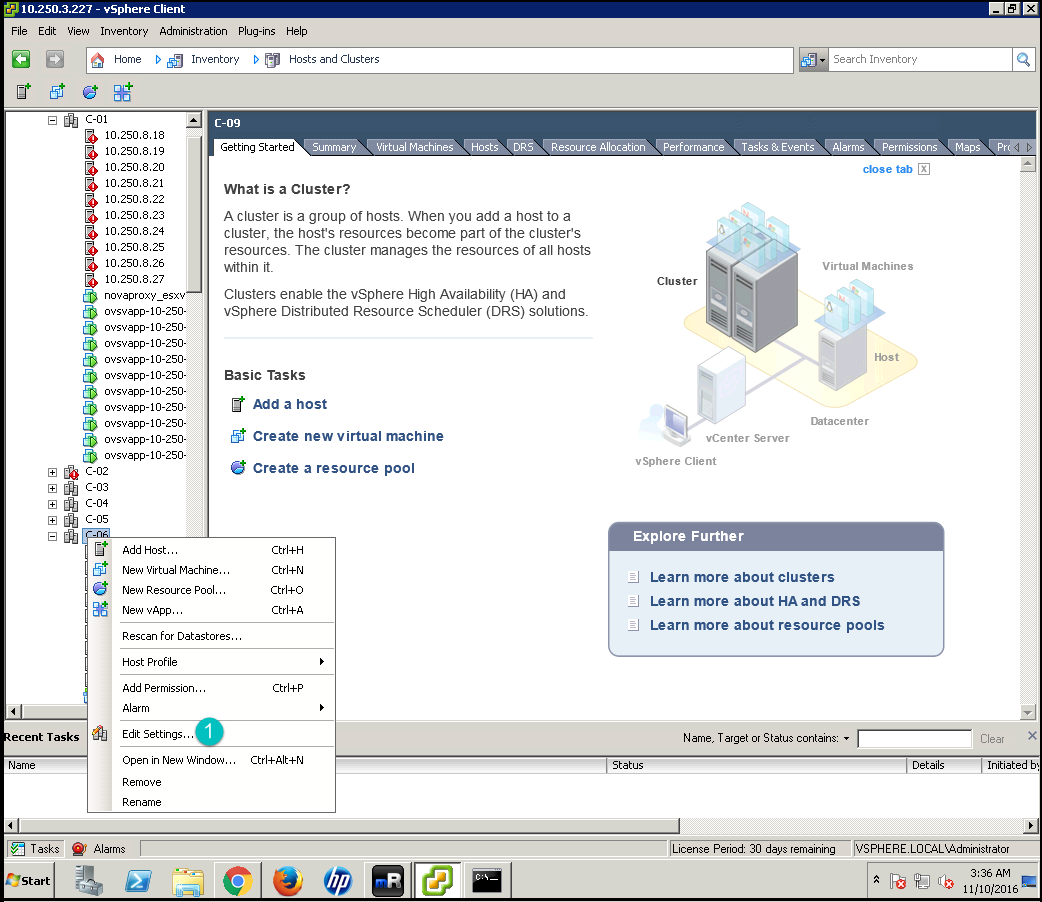 10.250.3.227 - vSphere Client
File Edit View Inventory Administration Plug-ins Help
Home Inventory Hosts and Clusters
Search Inventory
C-01
10.250.8.18
10.250.8.19
10.250.8.20
10.250.8.21
10.250.8.22
10.250.8.23
10.250.8.24
10.250.8.25
10.250.8.26
10.250.8.27
novaproxy_esxv
ovsvapp-10-250-
ovsvapp-10-250-
ovsvapp-10-250-
ovsvapp-10-250-
ovsvapp-10-250-
ovsvapp-10-250-
ovsvapp-10-250-
ovsvapp-10-250-
ovsvapp-10-250-
ovsvapp-10-250-
C-02
C-03
C-04
C-05
C-06
C-09
Getting Started Summary Virtual Machines Hosts DRS Resource Allocation Performance Tasks & Events Alarms Permissions Maps Pro
close tab X
What is a Cluster?
A cluster is a group of hosts. When you add a host to a
cluster, the host's resources become part of the cluster's
resources. The cluster manages the resources of all hosts
within it.
Clusters enable the vSphere High Availability (HA) and
vSphere Distributed Resource Scheduler (DRS) solutions.
Basic Tasks
Add a host
Create new virtual machine
Create a resource pool
Cluster
Virtual Machines
Host
Datacenter
vCenter Server
vSphere Client
Explore Further
Learn more about clusters
Learn more about HA and DRS
Learn more about resource pools
Add Host... Ctrl+H
New Virtual Machine... Ctrl+N
New Resource Pool... Ctrl+O
New vApp... Ctrl+A
Rescan for Datastores...
Host Profile
Add Permission... Ctrl+P
Alarm
Edit Settings... 1
Open in New Window... Ctrl+Alt+N
Remove
Rename
Recent Tasks
Name, Target or Status contains: Clear
Name Status Details Initiated by
Tasks Alarms
License Period: 30 days remaining
VSPHERE.LOCAL\Administrator
Start
hp
mR
C:\_
3:36 AM
11/10/2016